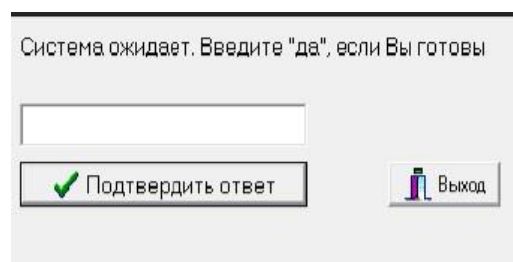 Система ожидает. Введите "да", если Вы готовы
Подтвердить ответ
Выход